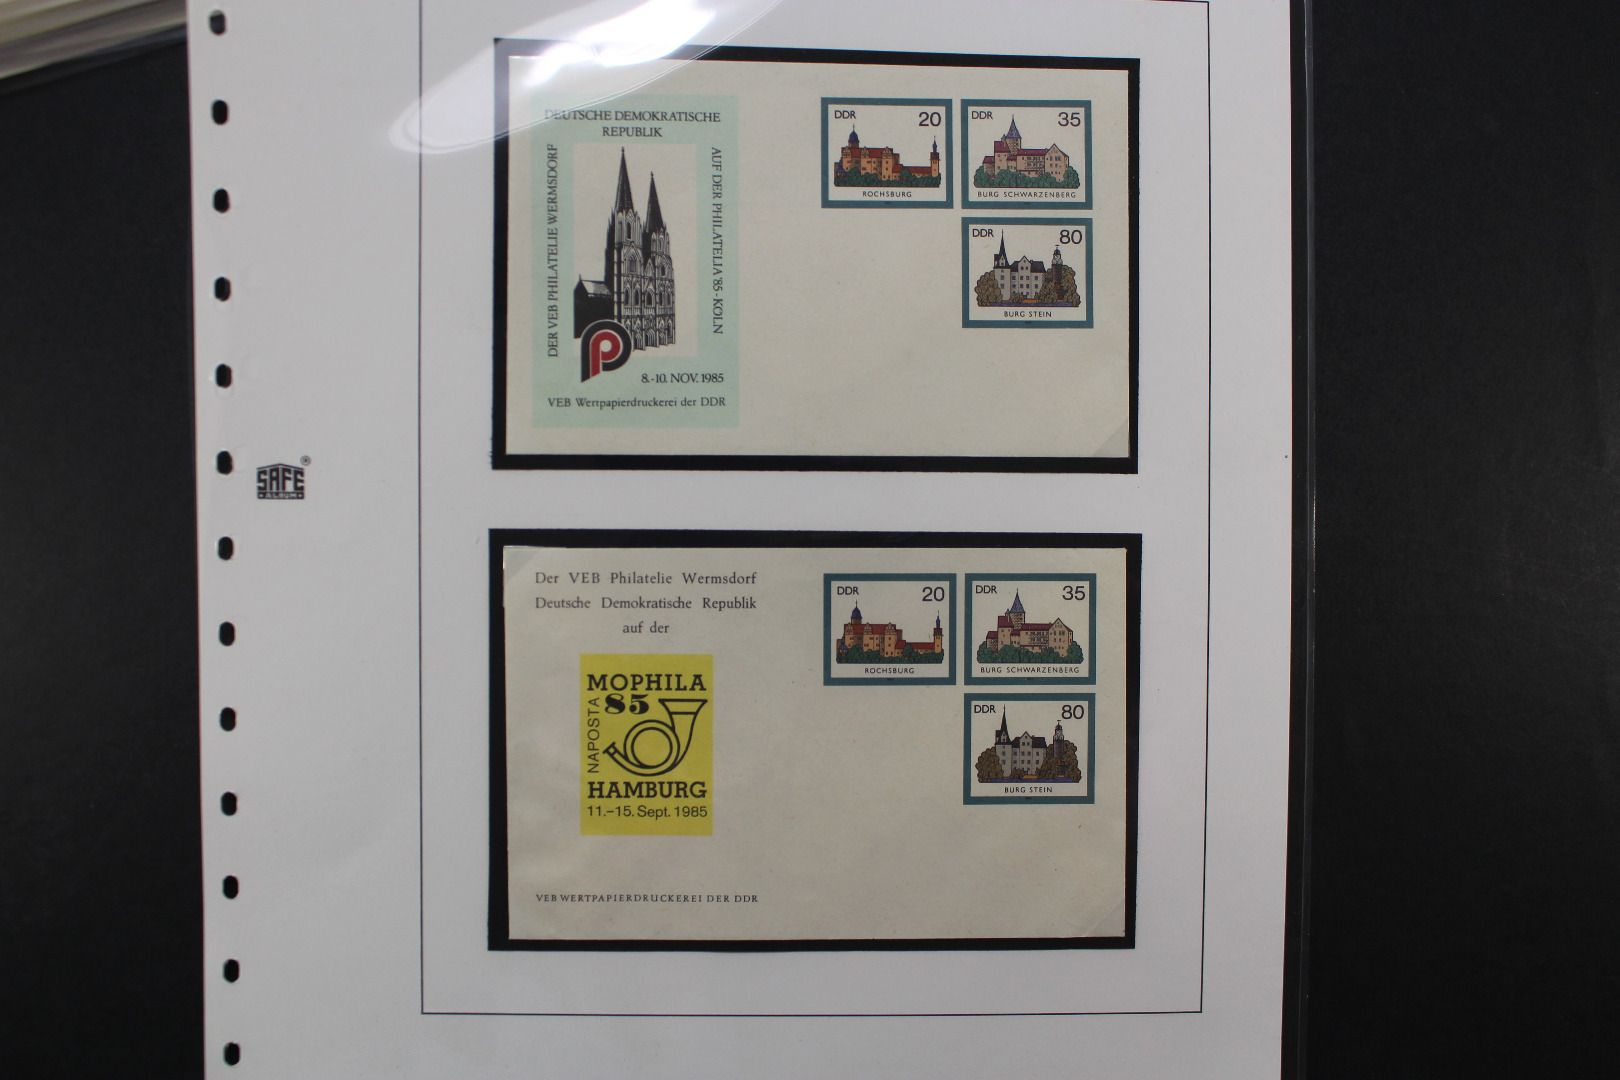 DEUTSCHE DEMOKRATISCHE
REPUBLIK
DER VEB PHILATELIE WERMSDORF
AUF DER PHILATELIA '85 - KÖLN
8.-10. NOV. 1985
VEB Wertpapierdruckerei der DDR
DDR 20
ROCHSBURG
DDR 35
BURG SCHWARZENBERG
DDR 80
BURG STEIN
SAFE®
ALBUM
Der VEB Philatelie Wermsdorf
Deutsche Demokratische Republik
auf der
MOPHILA
85
NAPOSTA
HAMBURG
11.–15. Sept. 1985
VEB WERTPAPIERDRUCKEREI DER DDR
DDR 20
ROCHSBURG
DDR 35
BURG SCHWARZENBERG
DDR 80
BURG STEIN